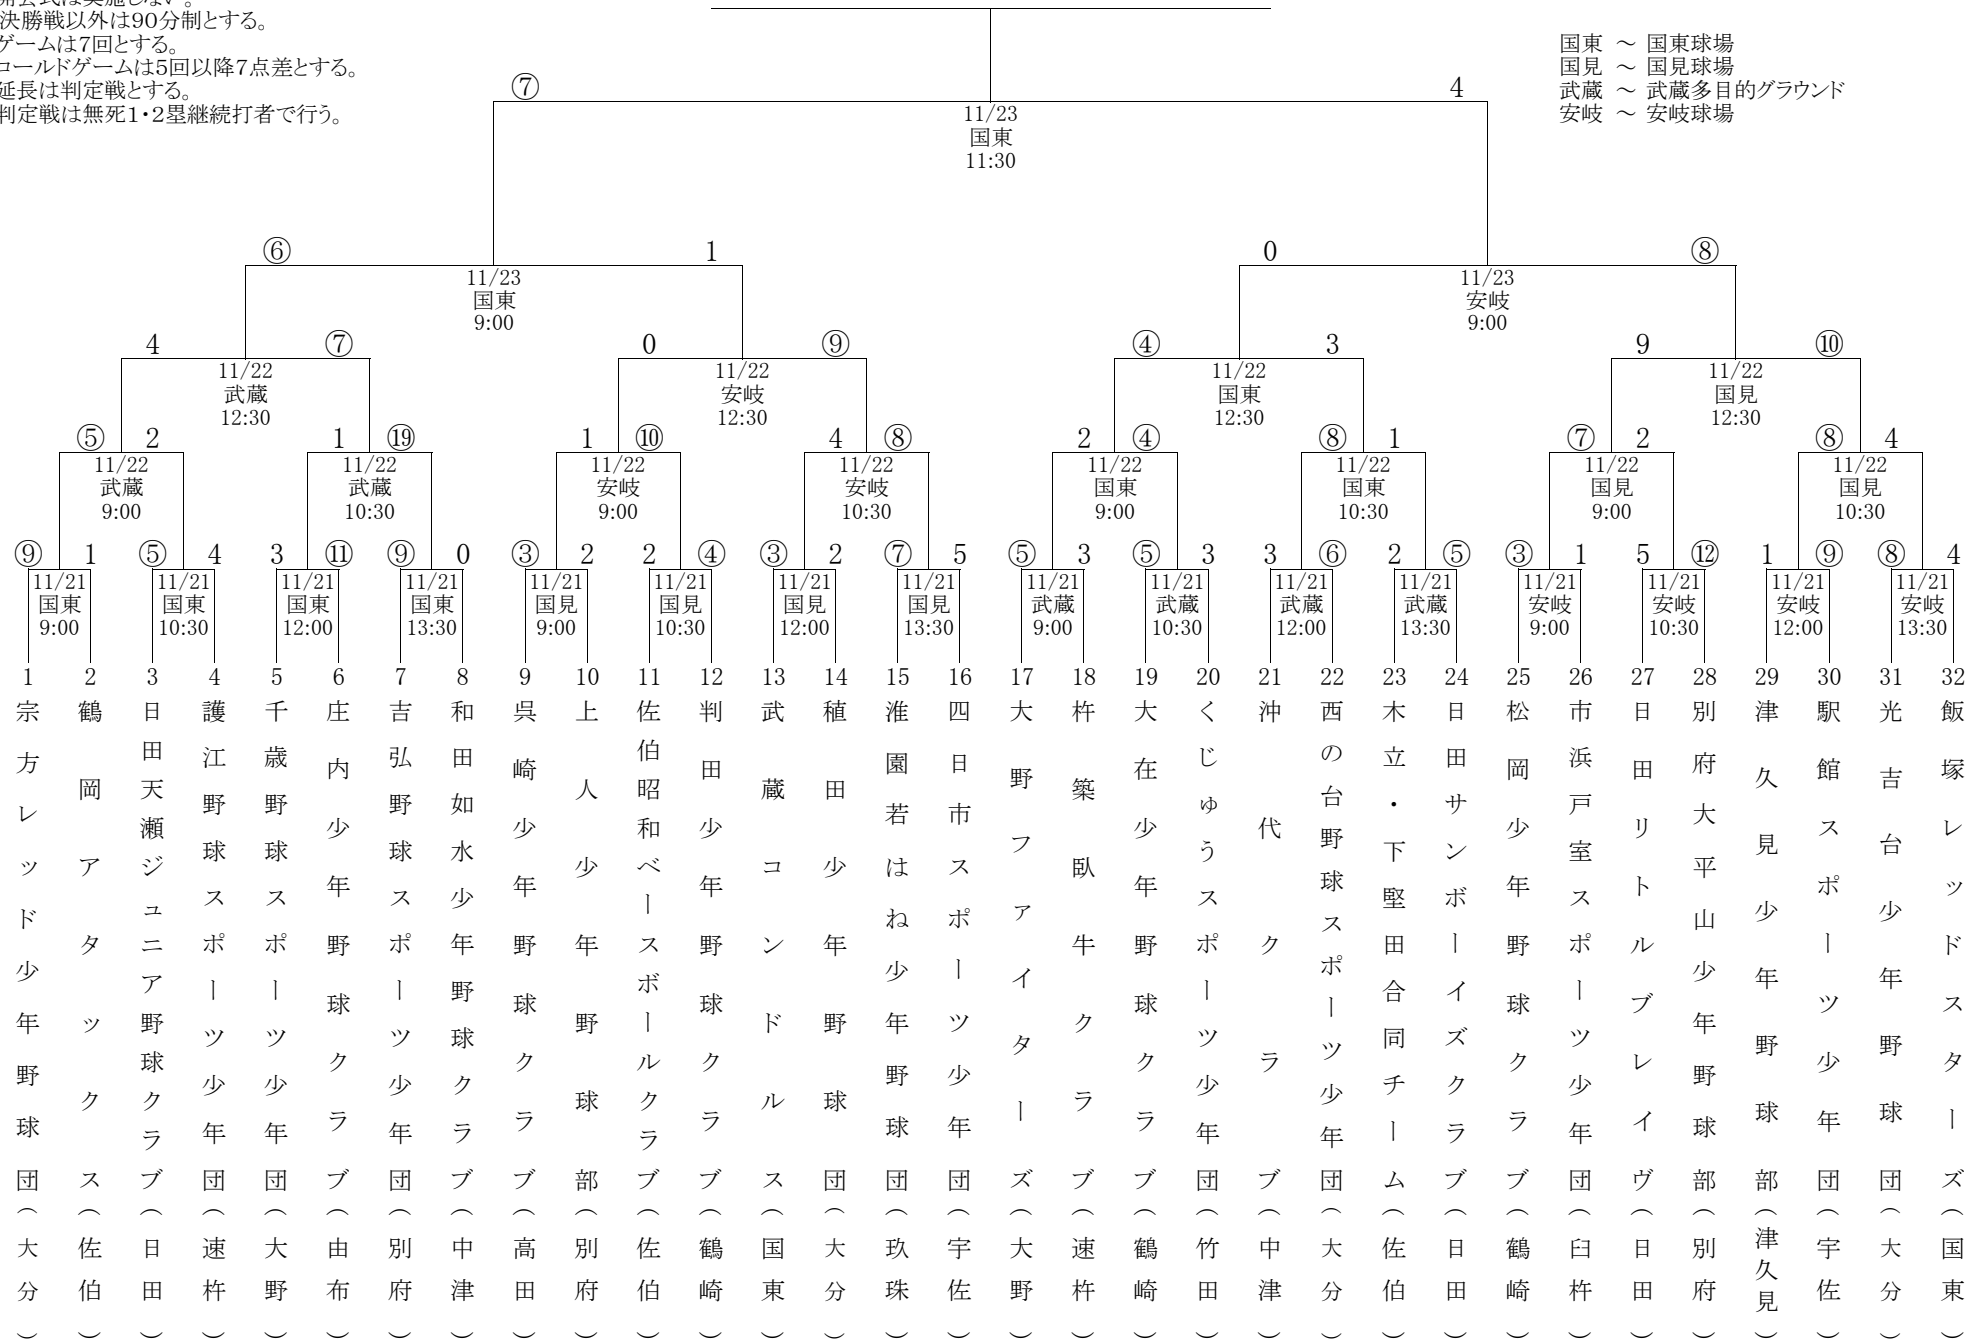 決勝戦以外は90分制とする。
ゲームは7回とする。
コールドゲームは5回以降7点差とする。
延長は判定戦とする。
判定戦は無死1・2塁継続打者で行う。
国東 ～ 国東球場
国見 ～ 国見球場
武蔵 ～ 武蔵多目的グラウンド
安岐 ～ 安岐球場
⑦ 4
11/23
国東
11:30
⑥ 1 0 ⑧
11/23 11/23
国東 安岐
9:00 9:00
4 ⑦ 0 ⑨ ④ 3 9 ⑩
11/22 11/22 11/22 11/22
武蔵 安岐 国東 国見
12:30 12:30 12:30 12:30
⑤ 2 1 ⑲ 1 ⑩ 4 ⑧ 2 ④ ⑧ 1 ⑦ 2 ⑧ 4
11/22 11/22 11/22 11/22 11/22 11/22 11/22 11/22
武蔵 武蔵 安岐 安岐 国東 国東 国見 国見
9:00 10:30 9:00 10:30 9:00 10:30 9:00 10:30
⑨ 1 ⑤ 4 3 ⑪ ⑨ 0 ③ 2 2 ④ ③ 2 ⑦ 5 ⑤ 3 ⑤ 3 3 ⑥ 2 ⑤ ③ 1 5 ⑫ 1 ⑨ ⑧ 4
11/21 11/21 11/21 11/21 11/21 11/21 11/21 11/21 11/21 11/21 11/21 11/21 11/21 11/21 11/21 11/21
国東 国東 国東 国東 国見 国見 国見 国見 武蔵 武蔵 武蔵 武蔵 安岐 安岐 安岐 安岐
9:00 10:30 12:00 13:30 9:00 10:30 12:00 13:30 9:00 10:30 12:00 13:30 9:00 10:30 12:00 13:30
1 宗方レッド少年野球団(大分)
2 鶴岡アタックス(佐伯)
3 日田天瀬ジュニア野球クラブ(日田)
4 護江野球スポーツ少年団(速杵)
5 千歳野球スポーツ少年団(大野)
6 庄内少年野球クラブ(由布)
7 吉弘野球スポーツ少年団(別府)
8 和田如水少年野球クラブ(中津)
9 呉崎少年野球クラブ(高田)
10 上人少年野球部(別府)
11 佐伯昭和ベースボールクラブ(佐伯)
12 判田少年野球クラブ(鶴崎)
13 武蔵コンドルス(国東)
14 稙田少年野球団(大分)
15 淮園若はね少年野球団(玖珠)
16 四日市スポーツ少年団(宇佐)
17 大野ファイターズ(大野)
18 杵築臥牛クラブ(速杵)
19 大在少年野球クラブ(鶴崎)
20 くじゅうスポーツ少年団(竹田)
21 沖代クラブ(中津)
22 西の台野球スポーツ少年団(大分)
23 木立・下堅田合同チーム(佐伯)
24 日田サンボーイズクラブ(日田)
25 松岡少年野球クラブ(鶴崎)
26 市浜戸室スポーツ少年団(臼杵)
27 日田リトルブレイヴ(日田)
28 別府大平山少年野球部(別府)
29 津久見少年野球部(津久見)
30 駅館スポーツ少年団(宇佐)
31 光吉台少年野球団(大分)
32 飯塚レッドスターズ(国東)